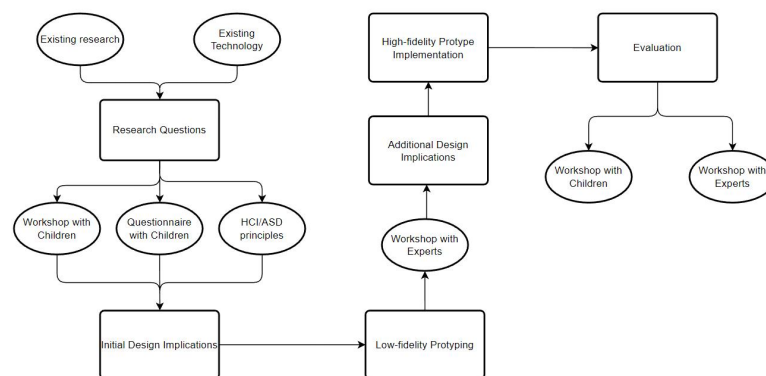 Existing research
Existing
Technology
Research Questions
Workshop with
Children
Questionnaire
with Children
HCI/ASD
principles
Initial Design Implications
Low-fidelity Protyping
Workshop with
Experts
Additional Design
Implications
High-fidelity Protype
Implementation
Evaluation
Workshop with
Children
Workshop with
Experts